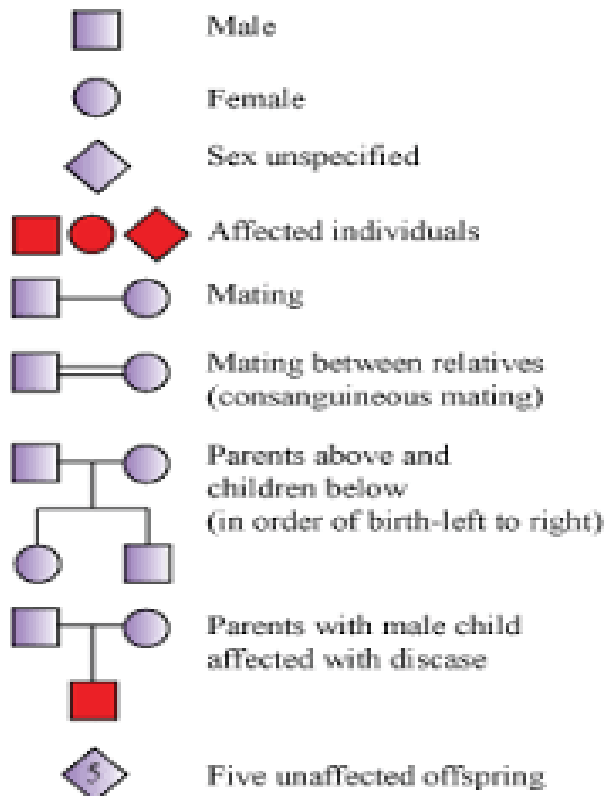 Male
Female
Sex unspecified
Affected individuals
Mating
Mating between relatives
(consanguineous mating)
Parents above and
children below
(in order of birth-left to right)
Parents with male child
affected with discase
5
Five unaffected offspring